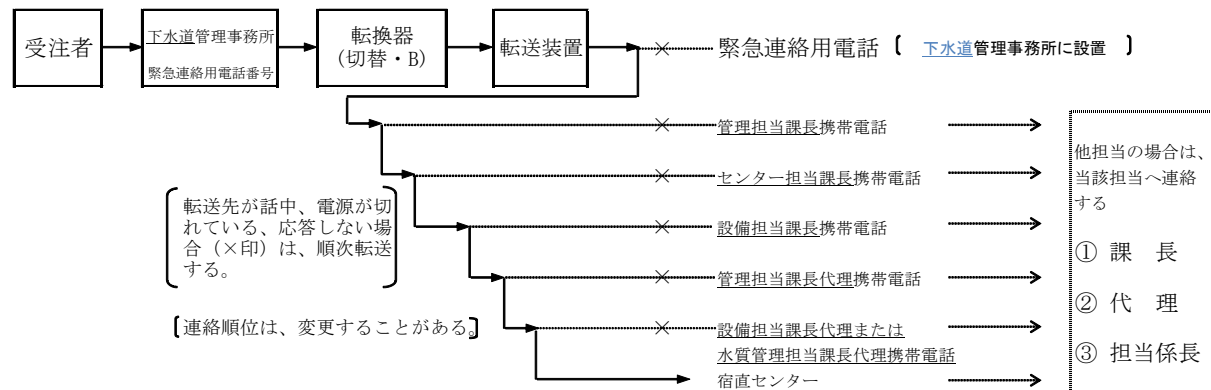 受注者
下水道管理事務所
緊急連絡用電話番号
転換器
(切替・B)
転送装置
緊急連絡用電話
〔 下水道管理事務所に設置 〕
管理担当課長携帯電話
センター担当課長携帯電話
設備担当課長携帯電話
管理担当課長代理携帯電話
設備担当課長代理または
水質管理担当課長代理携帯電話
宿直センター
転送先が話中、電源が切
れている、応答しない場
合（×印）は、順次転送
する。
〔連絡順位は、変更することがある。〕
他担当の場合は、
当該担当へ連絡
する
① 課　長
② 代　理
③ 担当係長